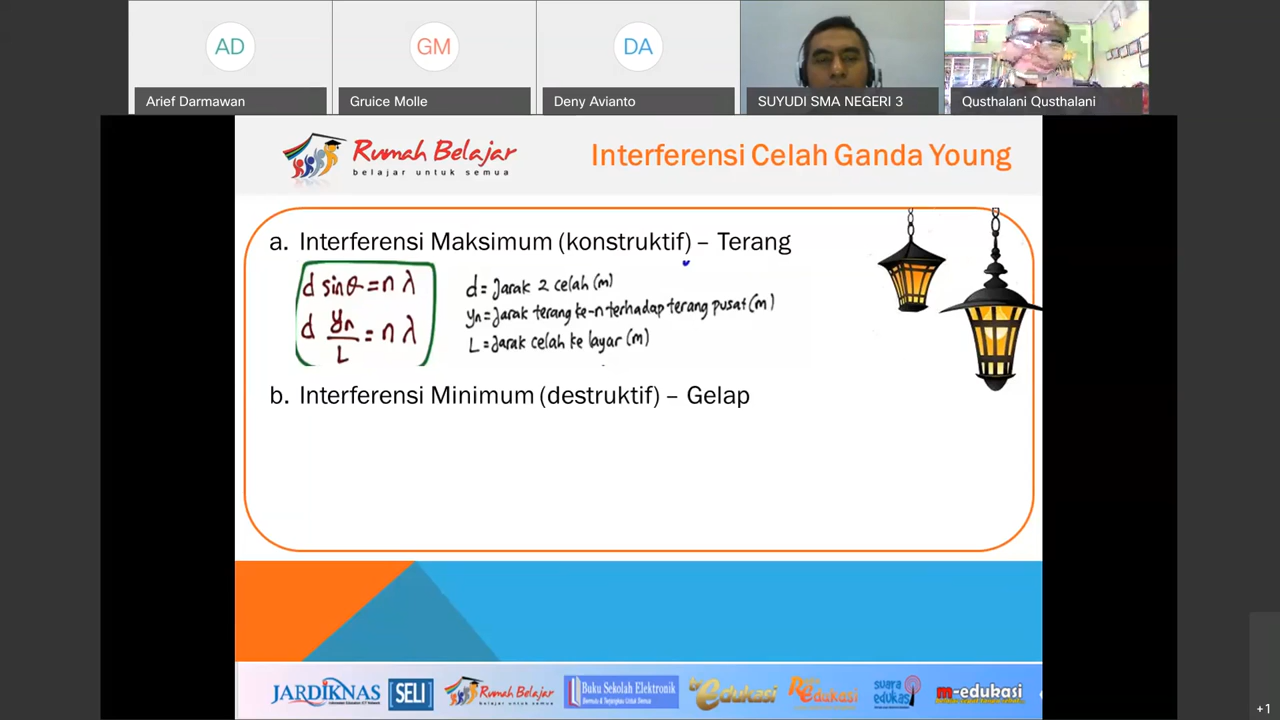 AD
GM
DA
Arief Darmawan
Gruice Molle
Deny Avianto
SUYUDI SMA NEGERI 3
Qusthalani Qusthalani
Rumah Belajar
belajar untuk semua
Interferensi Celah Ganda Young
a. Interferensi Maksimum (konstruktif) – Terang
d sinθ = n λ
d yn/L = n λ
d = Jarak 2 celah (m)
yn = Jarak terang ke-n terhadap terang pusat (m)
L = Jarak celah ke layar (m)
b. Interferensi Minimum (destruktif) – Gelap
JARDIKNAS
SELI
Rumah Belajar
Buku Sekolah Elektronik
edukasi
edukasi
suara
edukasi
m-edukasi
+1